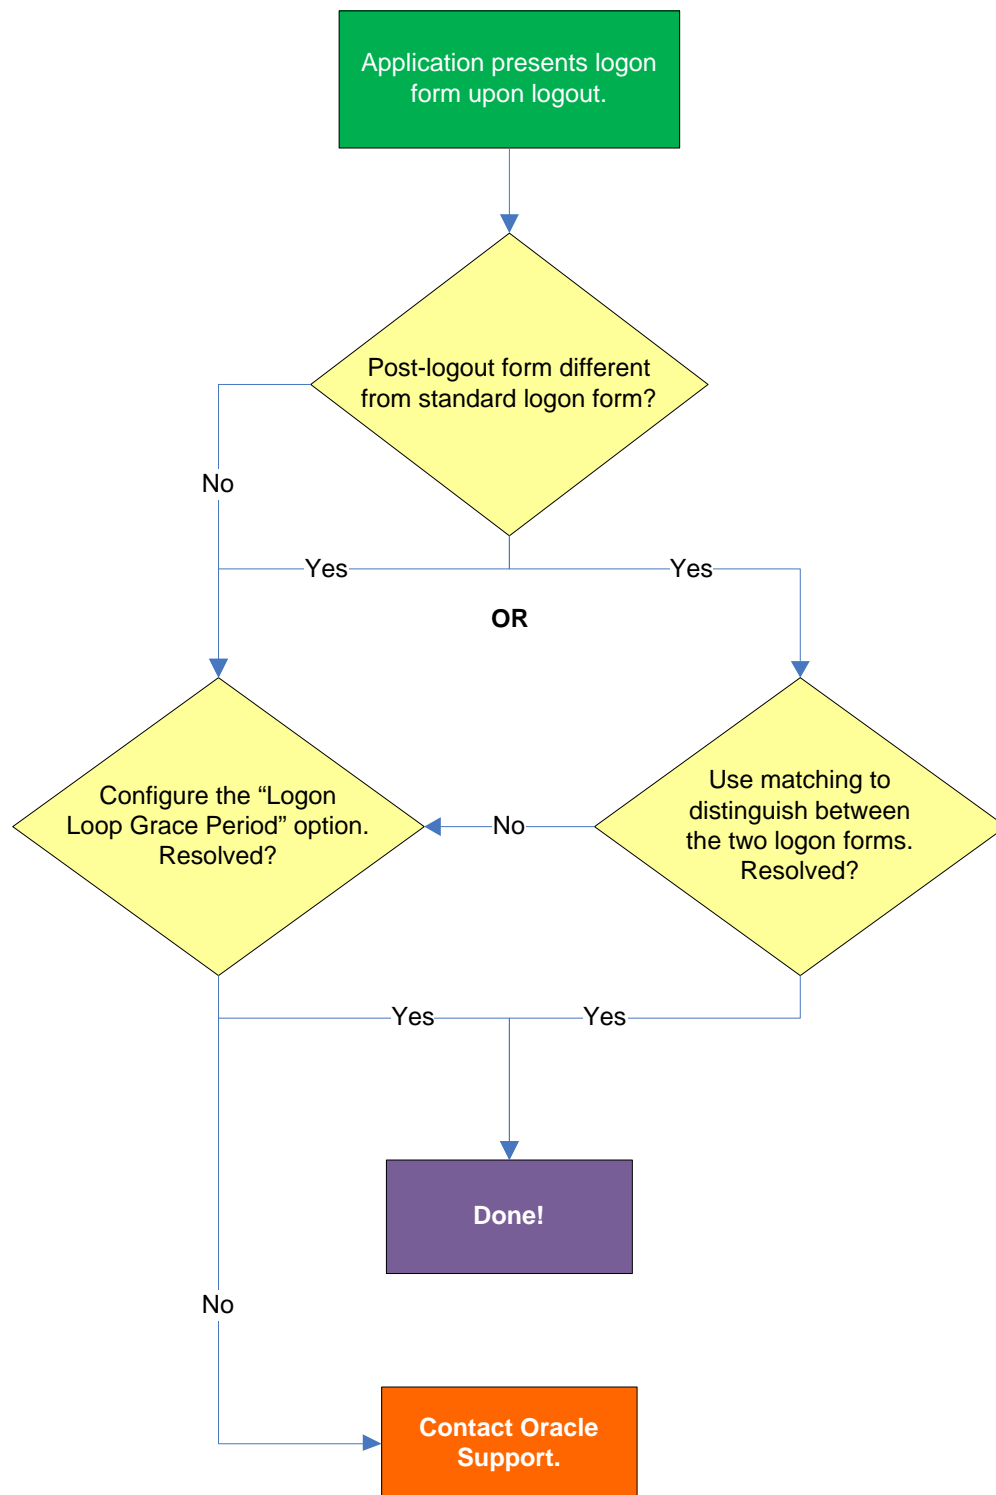 Application presents logon
form upon logout.
Post-logout form different
from standard logon form?
No
Yes
Yes
OR
Configure the “Logon
Loop Grace Period” option.
Resolved?
No
Use matching to
distinguish between
the two logon forms.
Resolved?
Yes
Yes
Done!
No
Contact Oracle
Support.